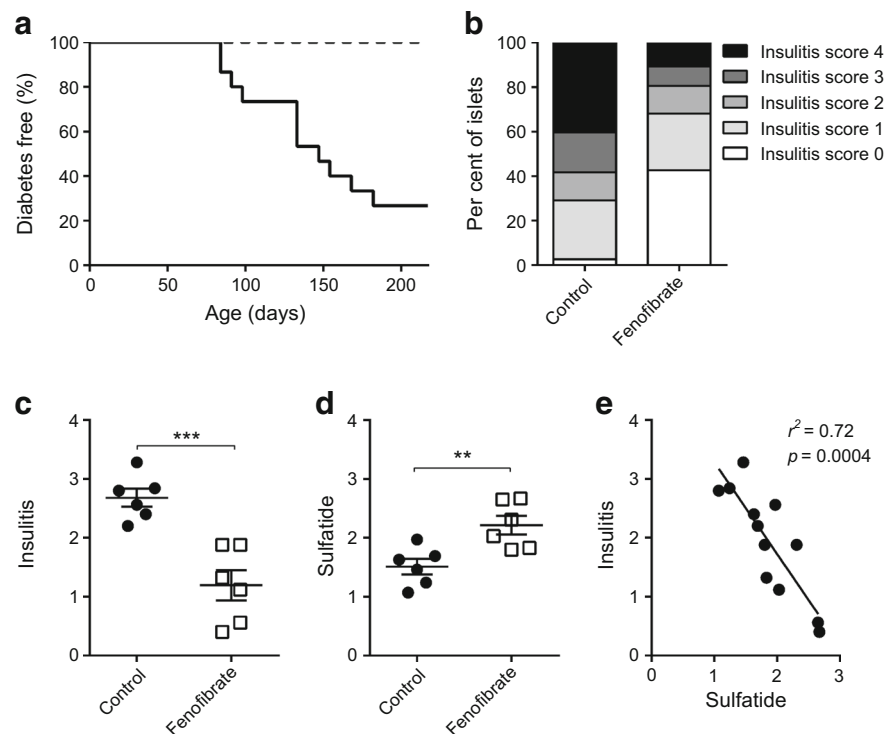 a
Diabetes free (%)
100
80
60
40
20
0
0 50 100 150 200
Age (days)
b
Per cent of islets
100
80
60
40
20
0
Control
Fenofibrate
Insulitis score 4
Insulitis score 3
Insulitis score 2
Insulitis score 1
Insulitis score 0
c
Insulitis
4
3
2
1
0
***
Control
Fenofibrate
d
Sulfatide
4
3
2
1
0
**
Control
Fenofibrate
e
Insulitis
4
3
2
1
0
r² = 0.72
p = 0.0004
0 1 2 3
Sulfatide